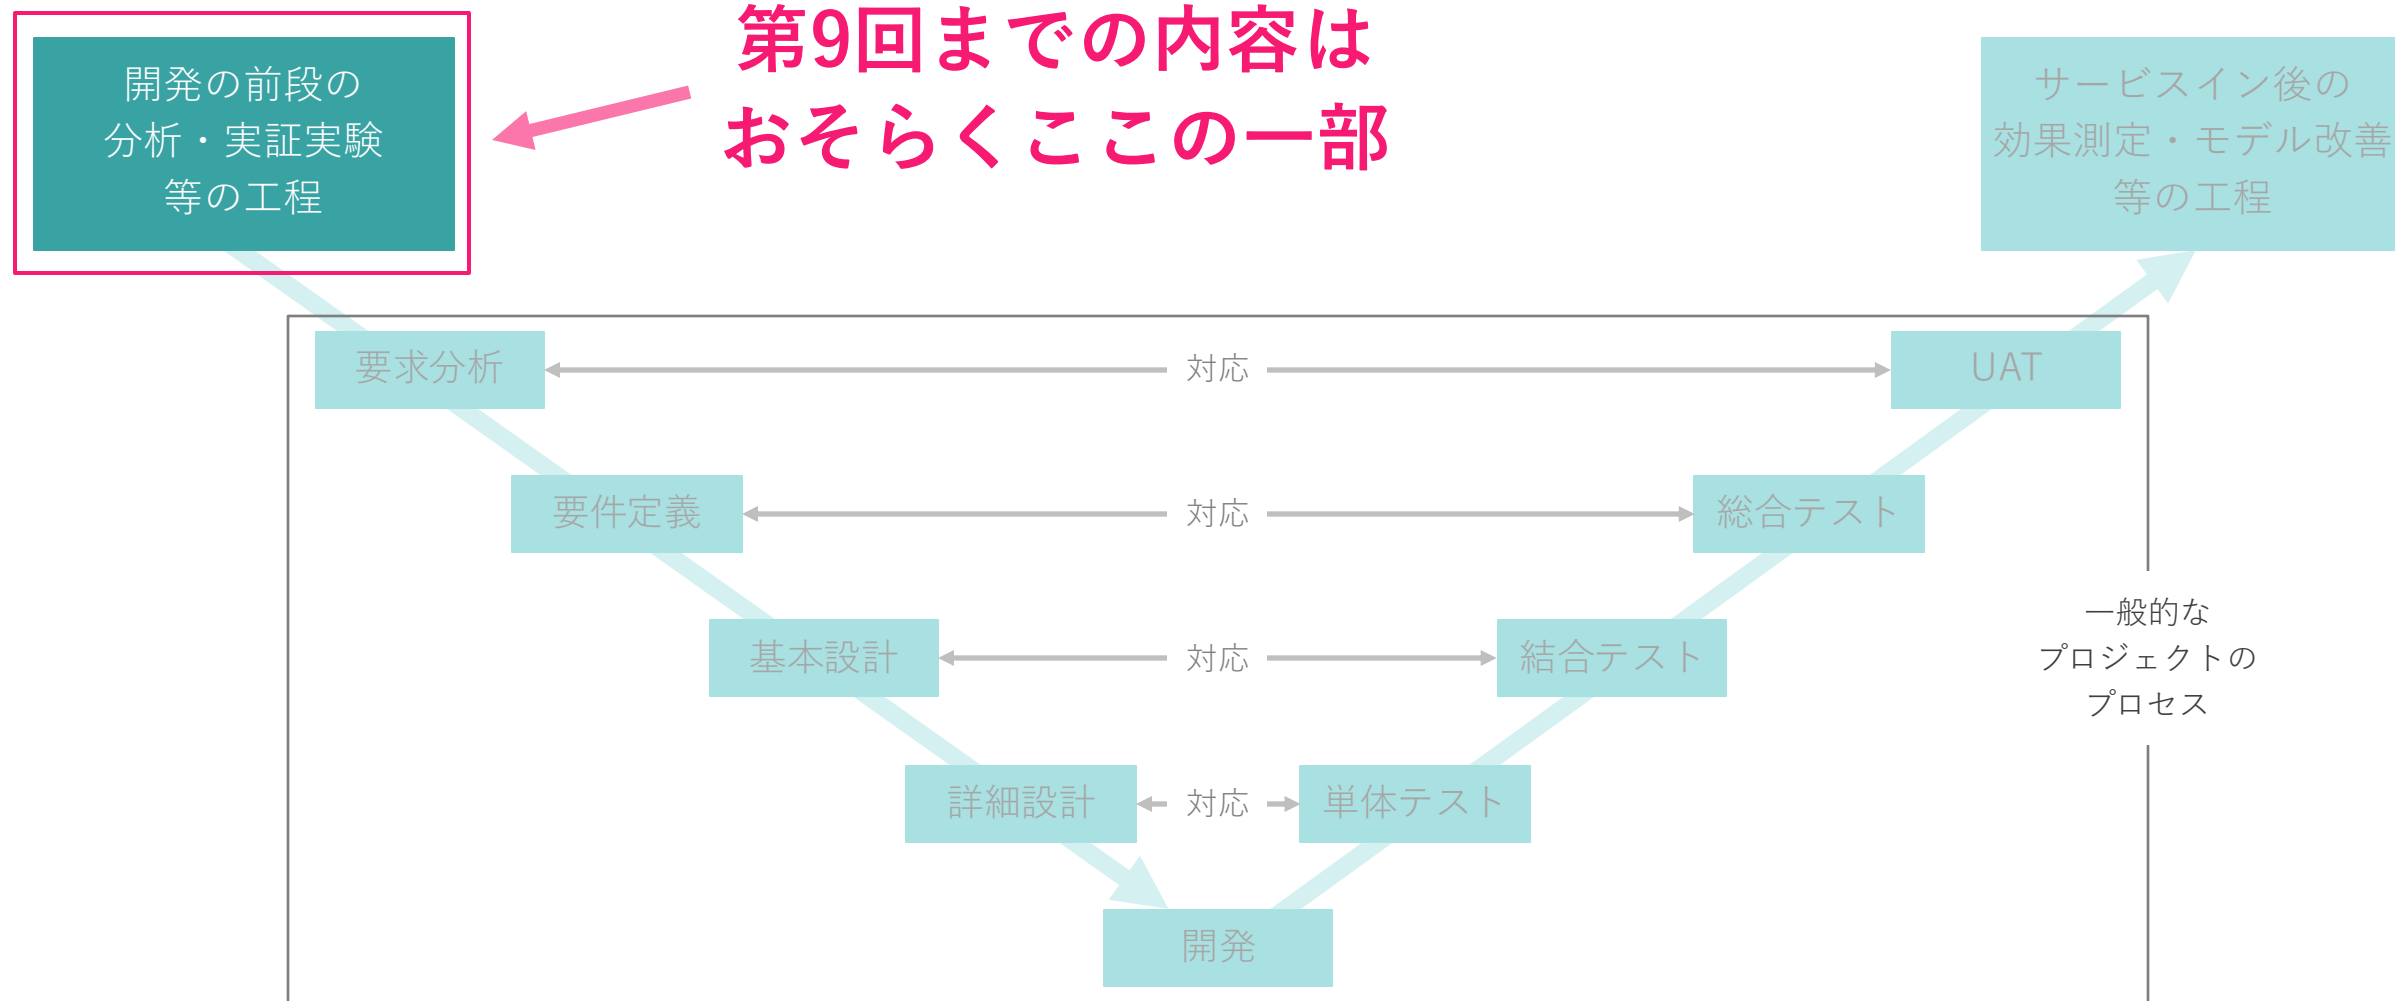 第9回までの内容は
おそらくここの一部
開発の前段の
分析・実証実験
等の工程
サービスイン後の
効果測定・モデル改善
等の工程
要求分析
対応
UAT
要件定義
対応
総合テスト
基本設計
対応
結合テスト
一般的な
プロジェクトの
プロセス
詳細設計
対応
単体テスト
開発